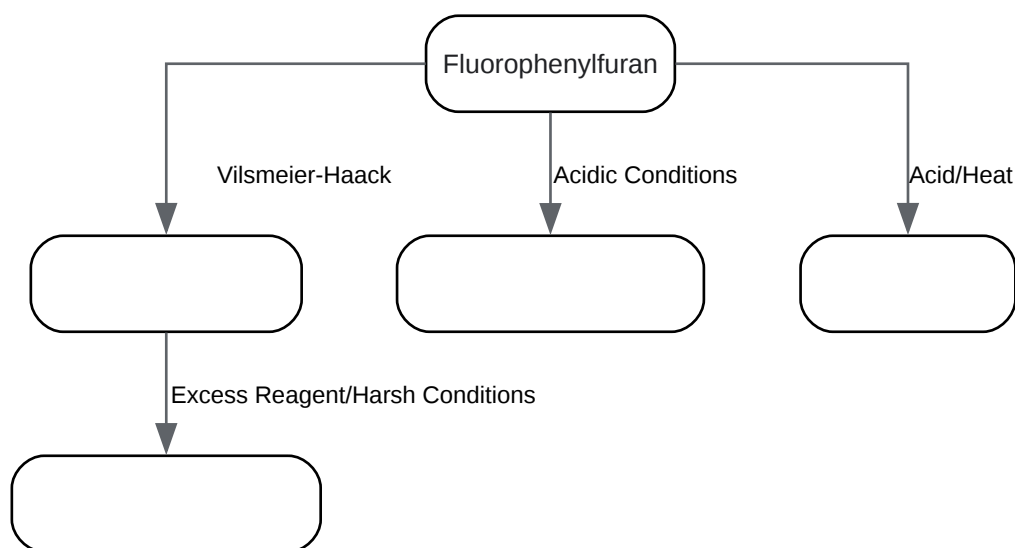 Fluorophenylfuran
Vilsmeier-Haack
Acidic Conditions
Acid/Heat
Excess Reagent/Harsh Conditions